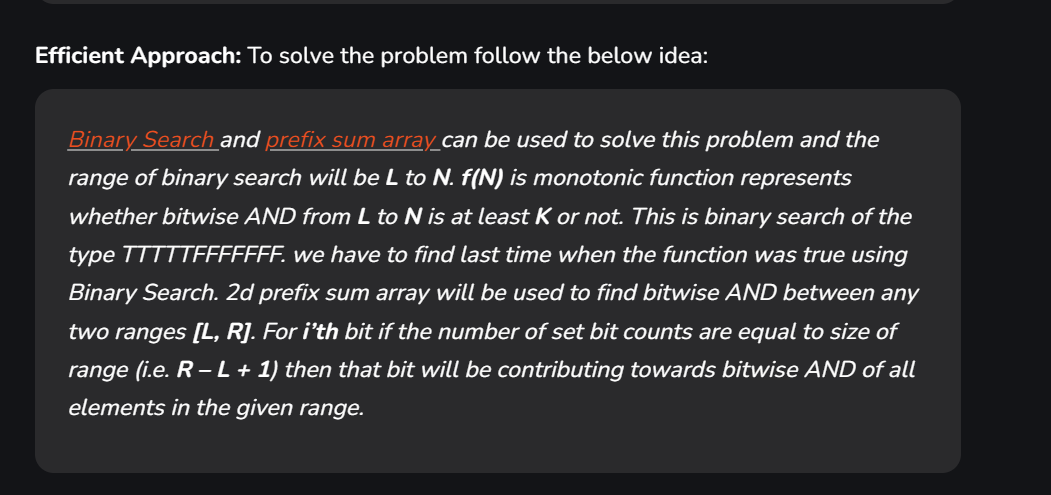 Efficient Approach: To solve the problem follow the below idea:
Binary Search and prefix sum array can be used to solve this problem and the
range of binary search will be L to N. f(N) is monotonic function represents
whether bitwise AND from L to N is at least K or not. This is binary search of the
type TTTTTFFFFFFF. we have to find last time when the function was true using
Binary Search. 2d prefix sum array will be used to find bitwise AND between any
two ranges [L, R]. For i’th bit if the number of set bit counts are equal to size of
range (i.e. R – L + 1) then that bit will be contributing towards bitwise AND of all
elements in the given range.